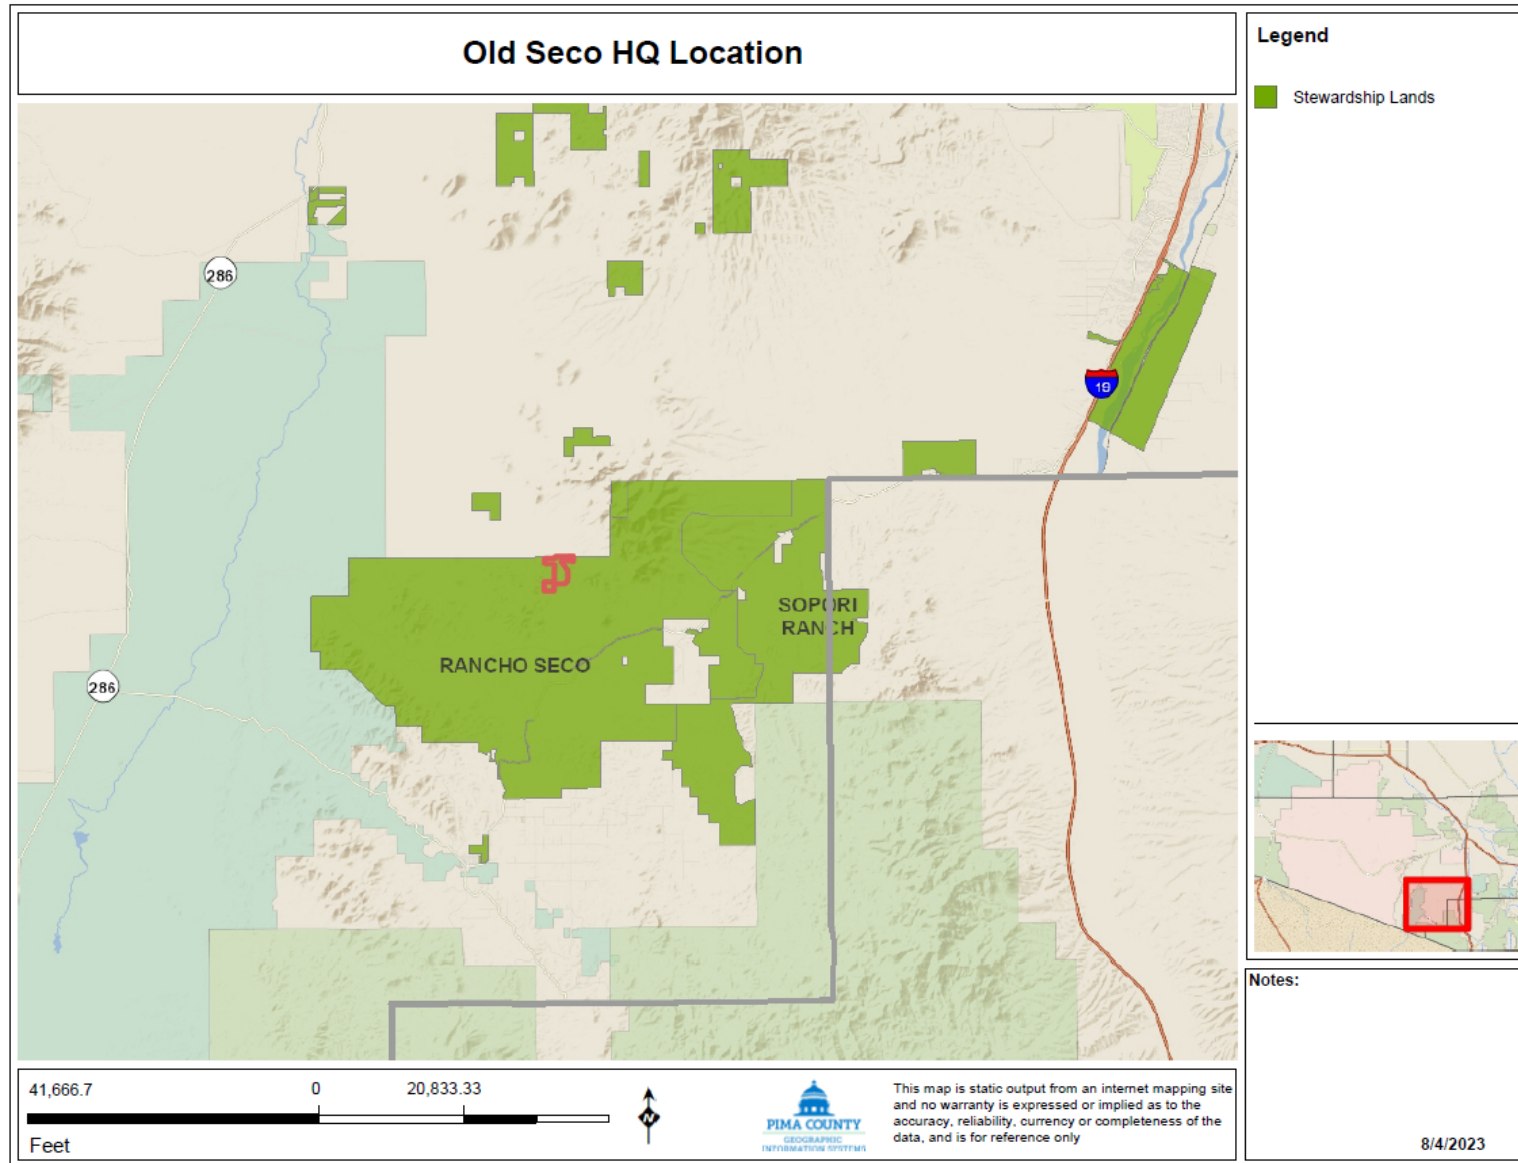 Old Seco HQ Location
Legend
Stewardship Lands
286
19
SOPORI
RANCH
RANCHO SECO
286
Notes:
41,666.7 0 20,833.33
Feet
N
PIMA COUNTY
GEOGRAPHIC
INFORMATION SYSTEMS
This map is static output from an internet mapping site
and no warranty is expressed or implied as to the
accuracy, reliability, currency or completeness of the
data, and is for reference only
8/4/2023